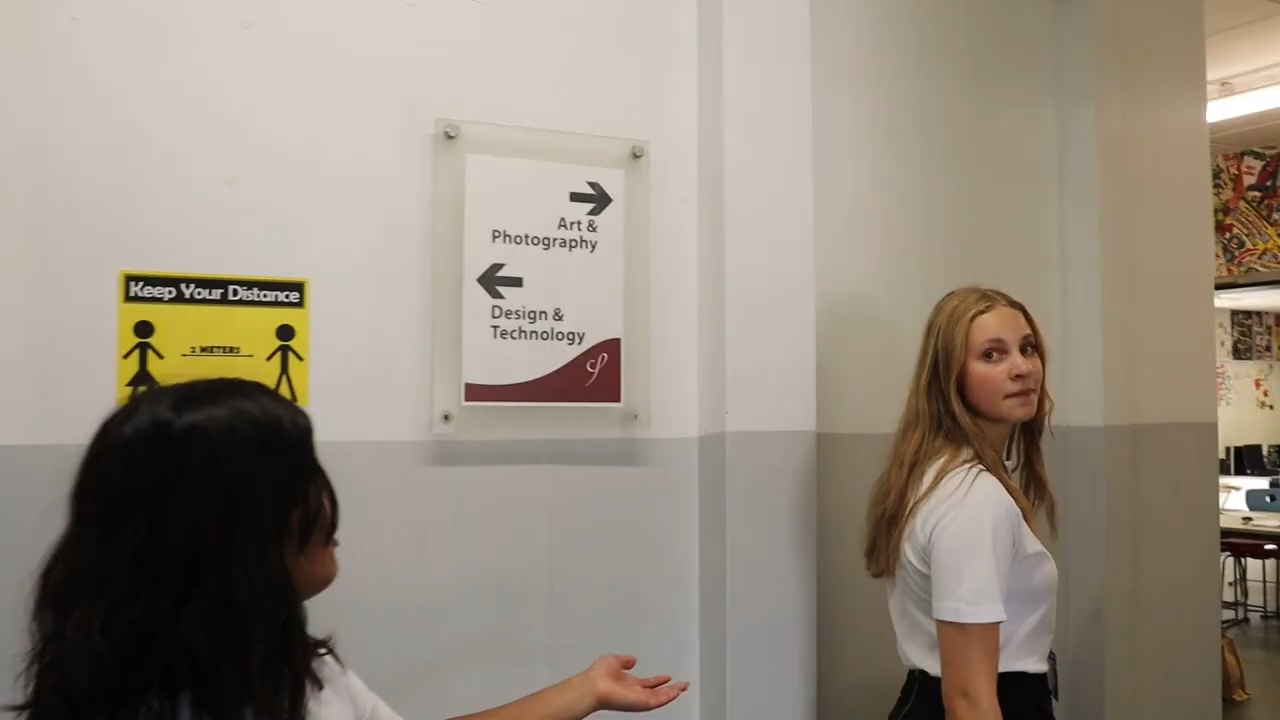 Art &
Photography
Design &
Technology
Keep Your Distance
2 METERS